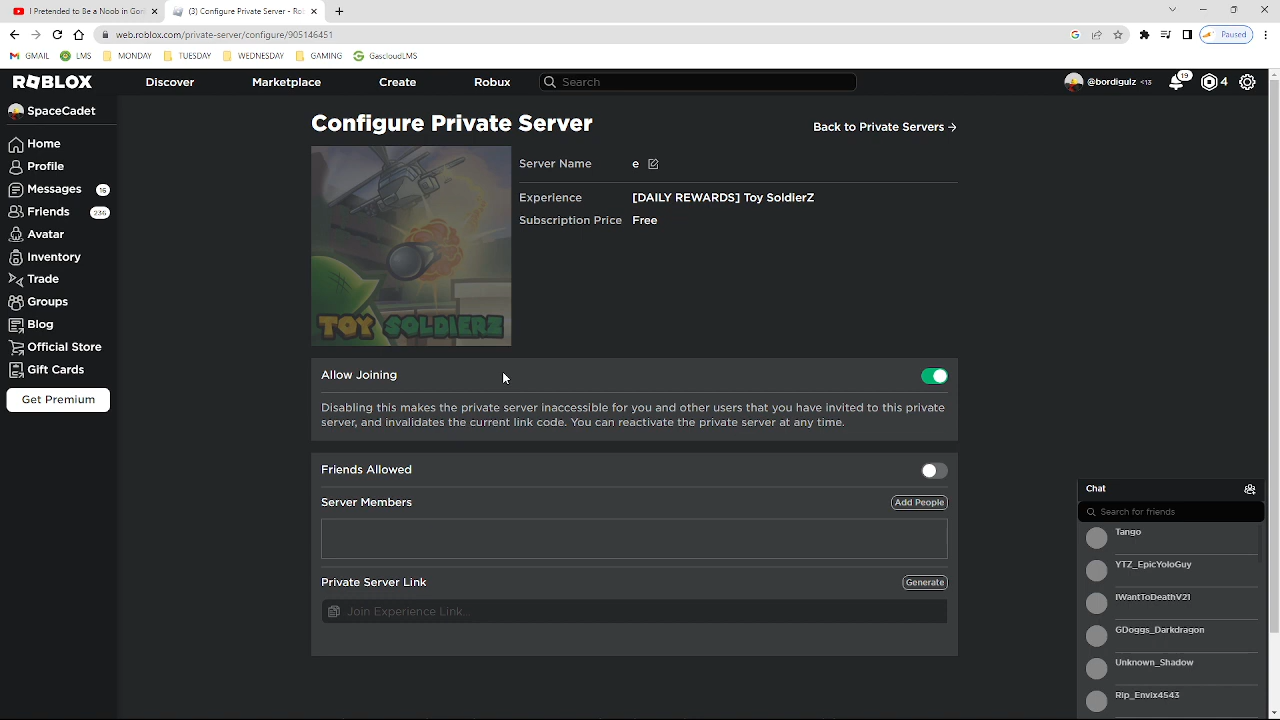 I Pretended to Be a Noob in Gori
(3) Configure Private Server - Ro
web.roblox.com/private-server/configure/905146451
Paused
GMAIL
LMS
MONDAY
TUESDAY
WEDNESDAY
GAMING
GascloudLMS
ROBLOX
Discover
Marketplace
Create
Robux
Search
@bordigulz <13
19
4
SpaceCadet
Home
Profile
Messages 16
Friends 236
Avatar
Inventory
Trade
Groups
Blog
Official Store
Gift Cards
Get Premium
Configure Private Server
Back to Private Servers →
Server Name e
Experience [DAILY REWARDS] Toy SoldierZ
Subscription Price Free
TOY SOLDIERZ
Allow Joining
Disabling this makes the private server inaccessible for you and other users that you have invited to this private
server, and invalidates the current link code. You can reactivate the private server at any time.
Friends Allowed
Server Members
Add People
Private Server Link
Generate
Join Experience Link...
Chat
Search for friends
Tango
YTZ_EpicYoloGuy
IWantToDeathV21
GDoggs_Darkdragon
Unknown_Shadow
Rip_Envix4543